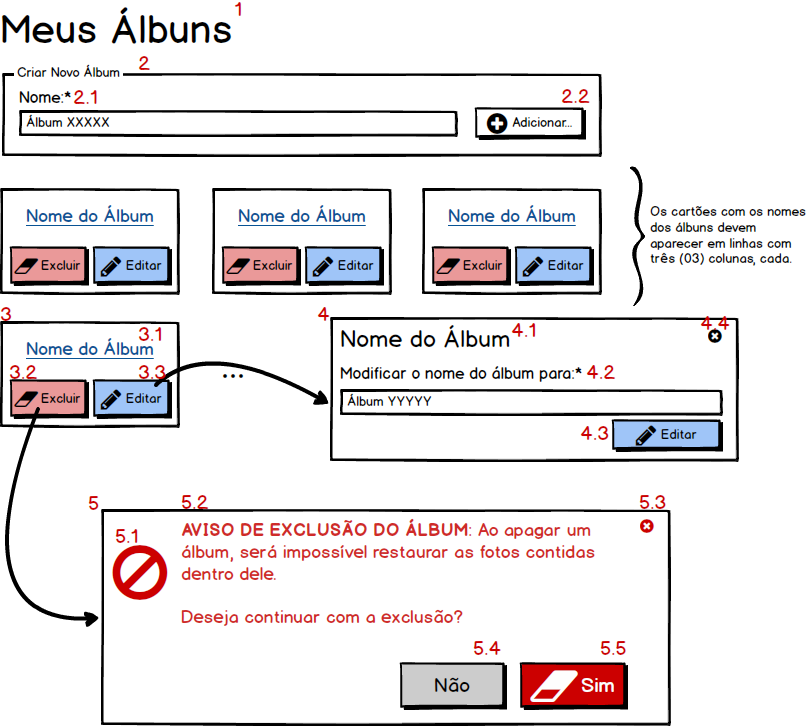 Meus Álbuns
1
Criar Novo Álbum
2
Nome:* 2.1
2.2
Álbum XXXXX
Adicionar...
Nome do Álbum
Excluir
Editar
Nome do Álbum
Excluir
Editar
Nome do Álbum
Excluir
Editar
Os cartões com os nomes
dos álbuns devem
aparecer em linhas com
três (03) colunas, cada.
3
3.1
Nome do Álbum
3.2
3.3
Excluir
Editar
...
4
Nome do Álbum 4.1
4.4
Modificar o nome do álbum para:* 4.2
Álbum YYYYY
4.3
Editar
5
5.1
5.2
5.3
AVISO DE EXCLUSÃO DO ÁLBUM: Ao apagar um
álbum, será impossível restaurar as fotos contidas
dentro dele.
Deseja continuar com a exclusão?
5.4
5.5
Não
Sim